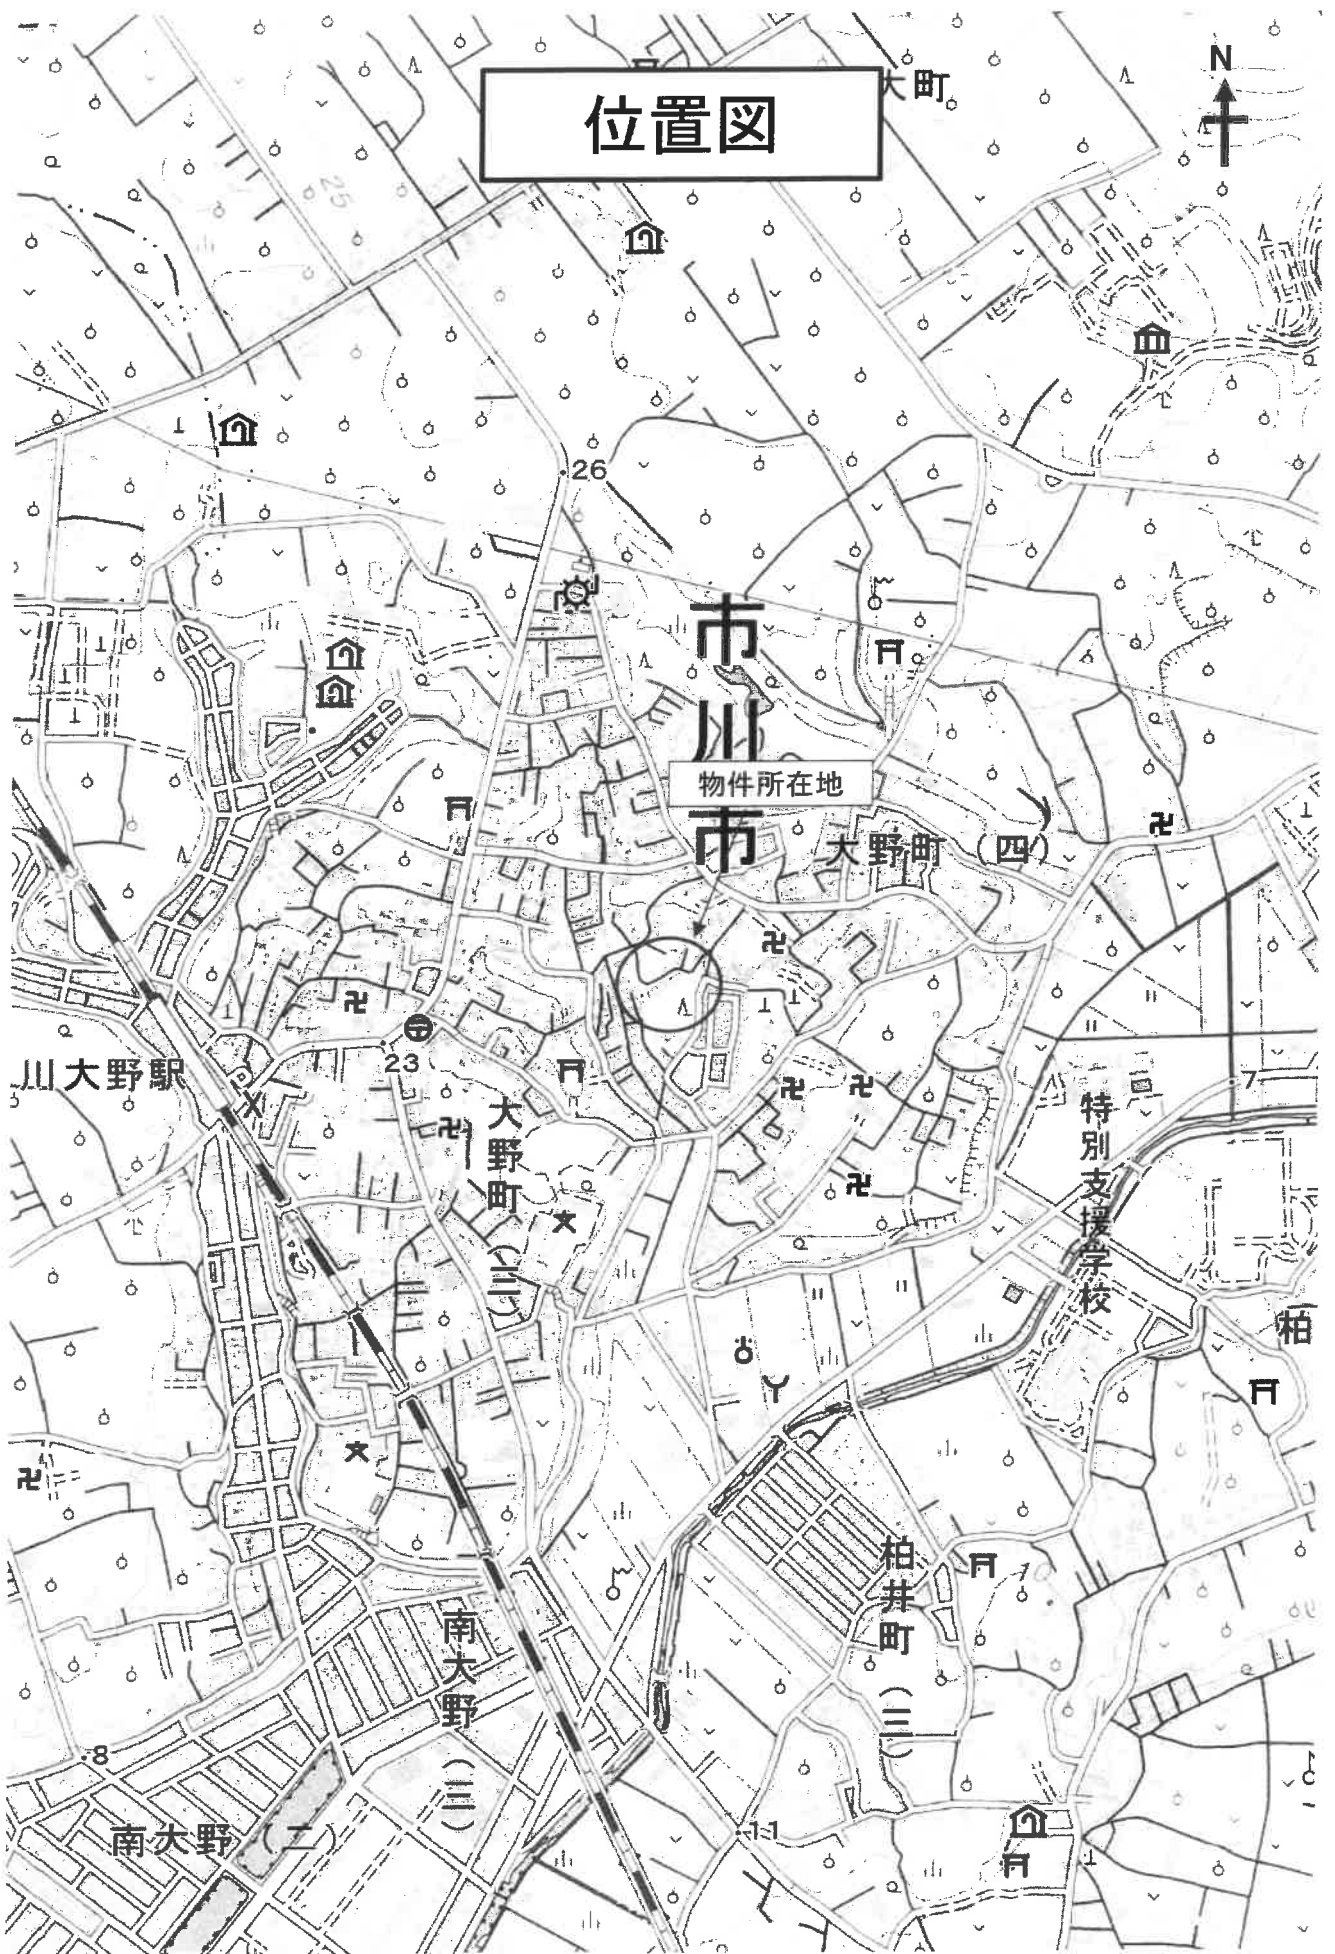 位置図
大町
N
25
26
市川市
物件所在地
大野町(四)
23
川大野駅
大野町(三)
特別支援学校
7
柏
柏井町(三)
南大野(三)
8
南大野(二)
11